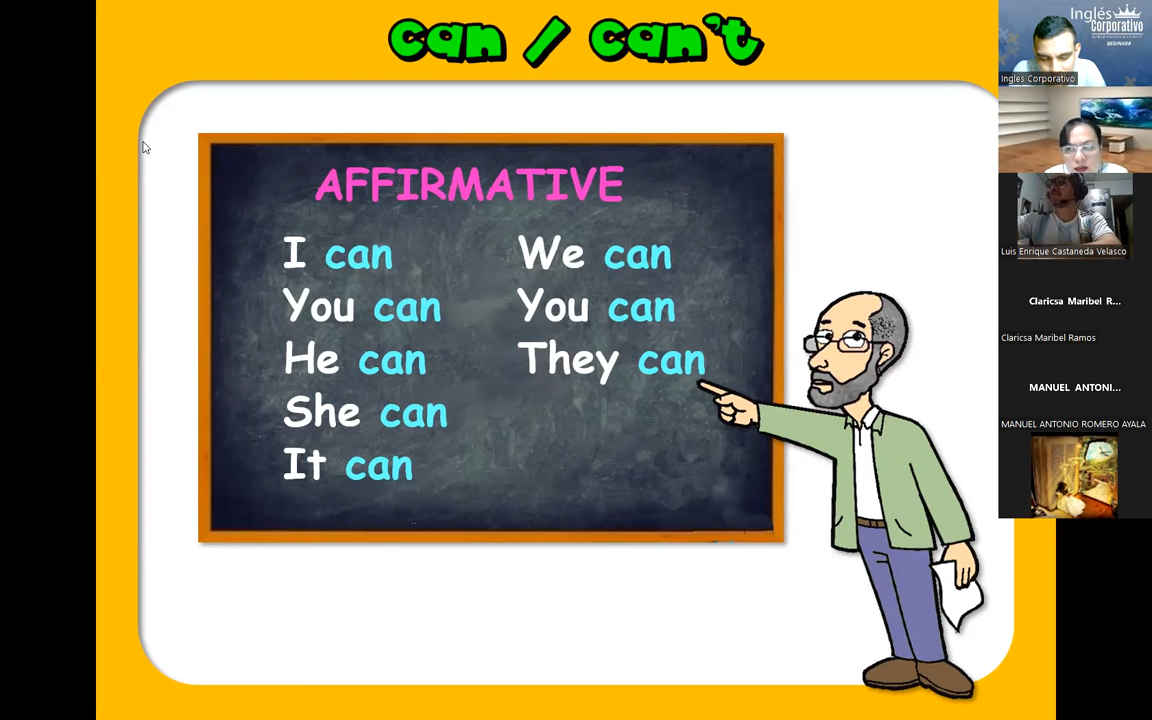 can / can't
AFFIRMATIVE
I can
You can
He can
She can
It can
We can
You can
They can
Inglés
Corporativo
BEGINNER
Ingles Corporativo
Luis Enrique Castaneda Velasco
Claricsa Maribel R...
Claricsa Maribel Ramos
MANUEL ANTONI...
MANUEL ANTONIO ROMERO AYALA